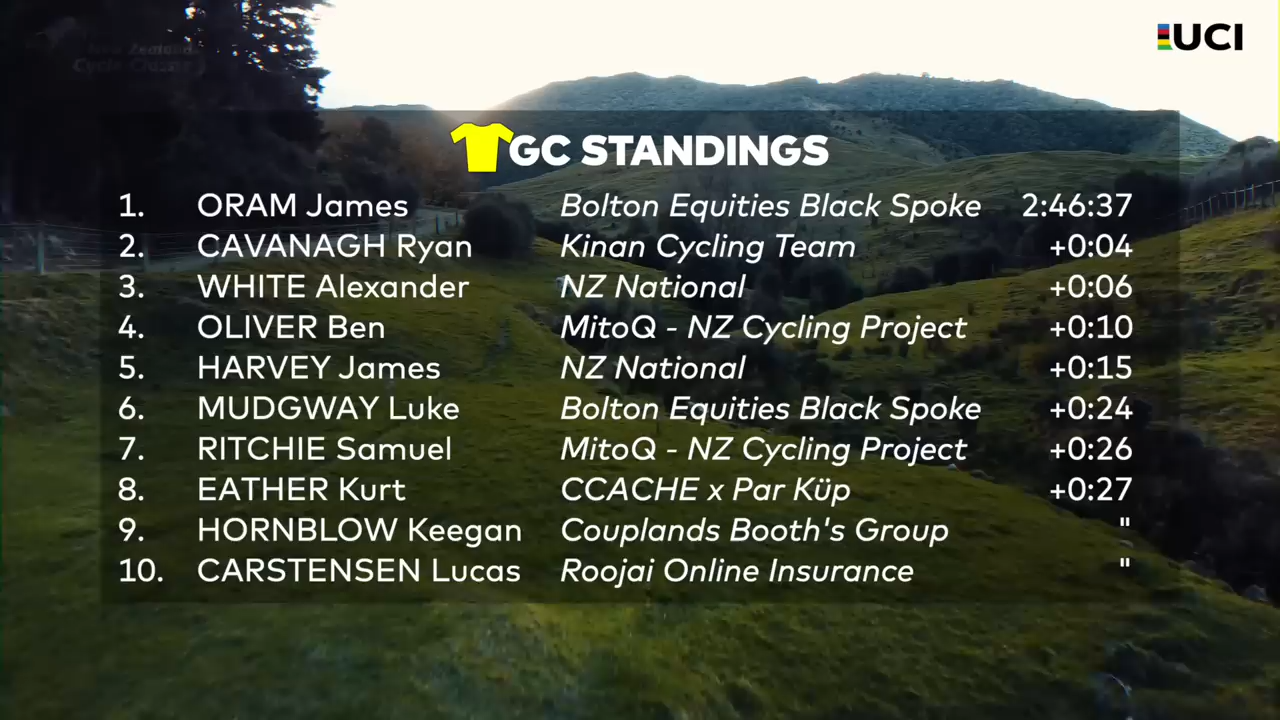 New Zealand
Cycle Classic
UCI
GC STANDINGS
1. ORAM James Bolton Equities Black Spoke 2:46:37
2. CAVANAGH Ryan Kinan Cycling Team +0:04
3. WHITE Alexander NZ National +0:06
4. OLIVER Ben MitoQ - NZ Cycling Project +0:10
5. HARVEY James NZ National +0:15
6. MUDGWAY Luke Bolton Equities Black Spoke +0:24
7. RITCHIE Samuel MitoQ - NZ Cycling Project +0:26
8. EATHER Kurt CCACHE x Par Küp +0:27
9. HORNBLOW Keegan Couplands Booth's Group "
10. CARSTENSEN Lucas Roojai Online Insurance "